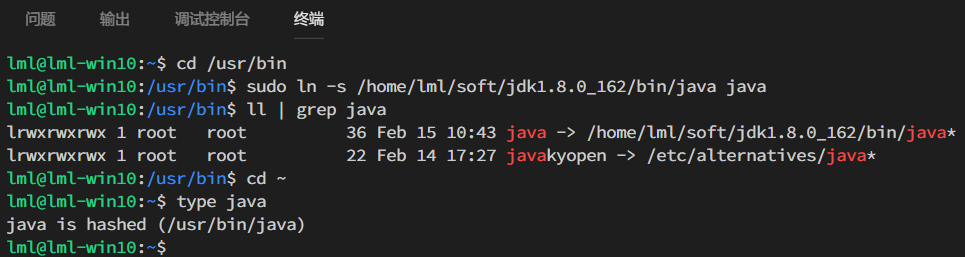 问题 输出 调试控制台 终端
lml@lml-win10:~$ cd /usr/bin
lml@lml-win10:/usr/bin$ sudo ln -s /home/lml/soft/jdk1.8.0_162/bin/java java
lml@lml-win10:/usr/bin$ ll | grep java
lrwxrwxrwx 1 root   root          36 Feb 15 10:43 java -> /home/lml/soft/jdk1.8.0_162/bin/java*
lrwxrwxrwx 1 root   root          22 Feb 14 17:27 javakyopen -> /etc/alternatives/java*
lml@lml-win10:/usr/bin$ cd ~
lml@lml-win10:~$ type java
java is hashed (/usr/bin/java)
lml@lml-win10:~$